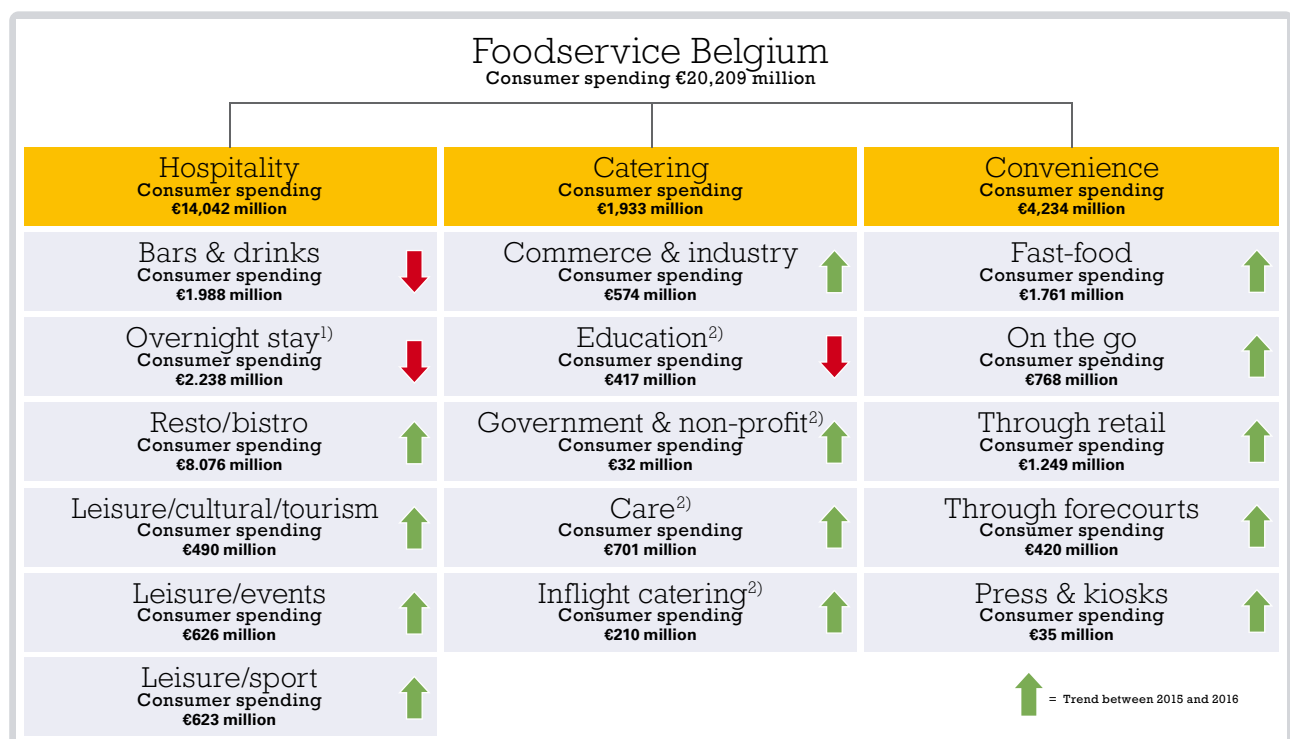 Foodservice Belgium
Consumer spending €20,209 million
Hospitality
Consumer spending
€14,042 million
Bars & drinks
Consumer spending
€1.988 million
Overnight stay1)
Consumer spending
€2.238 million
Resto/bistro
Consumer spending
€8.076 million
Leisure/cultural/tourism
Consumer spending
€490 million
Leisure/events
Consumer spending
€626 million
Leisure/sport
Consumer spending
€623 million
Catering
Consumer spending
€1,933 million
Commerce & industry
Consumer spending
€574 million
Education2)
Consumer spending
€417 million
Government & non-profit2)
Consumer spending
€32 million
Care2)
Consumer spending
€701 million
Inflight catering2)
Consumer spending
€210 million
Convenience
Consumer spending
€4,234 million
Fast-food
Consumer spending
€1.761 million
On the go
Consumer spending
€768 million
Through retail
Consumer spending
€1.249 million
Through forecourts
Consumer spending
€420 million
Press & kiosks
Consumer spending
€35 million
= Trend between 2015 and 2016